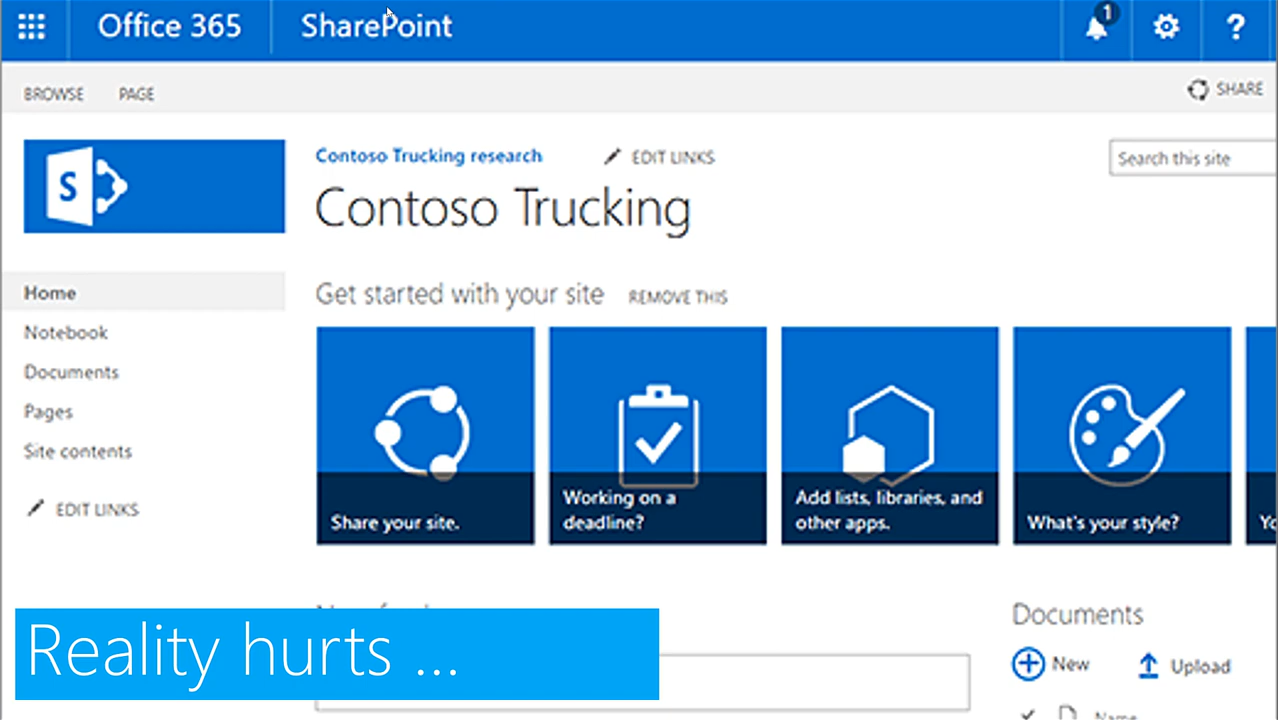 Office 365
SharePoint
1
?
BROWSE
PAGE
SHARE
S
Contoso Trucking research
EDIT LINKS
Search this site
Contoso Trucking
Home
Notebook
Documents
Pages
Site contents
EDIT LINKS
Get started with your site
REMOVE THIS
Share your site.
Working on a
deadline?
Add lists, libraries, and
other apps.
What's your style?
Reality hurts ...
Documents
New
Upload
Name